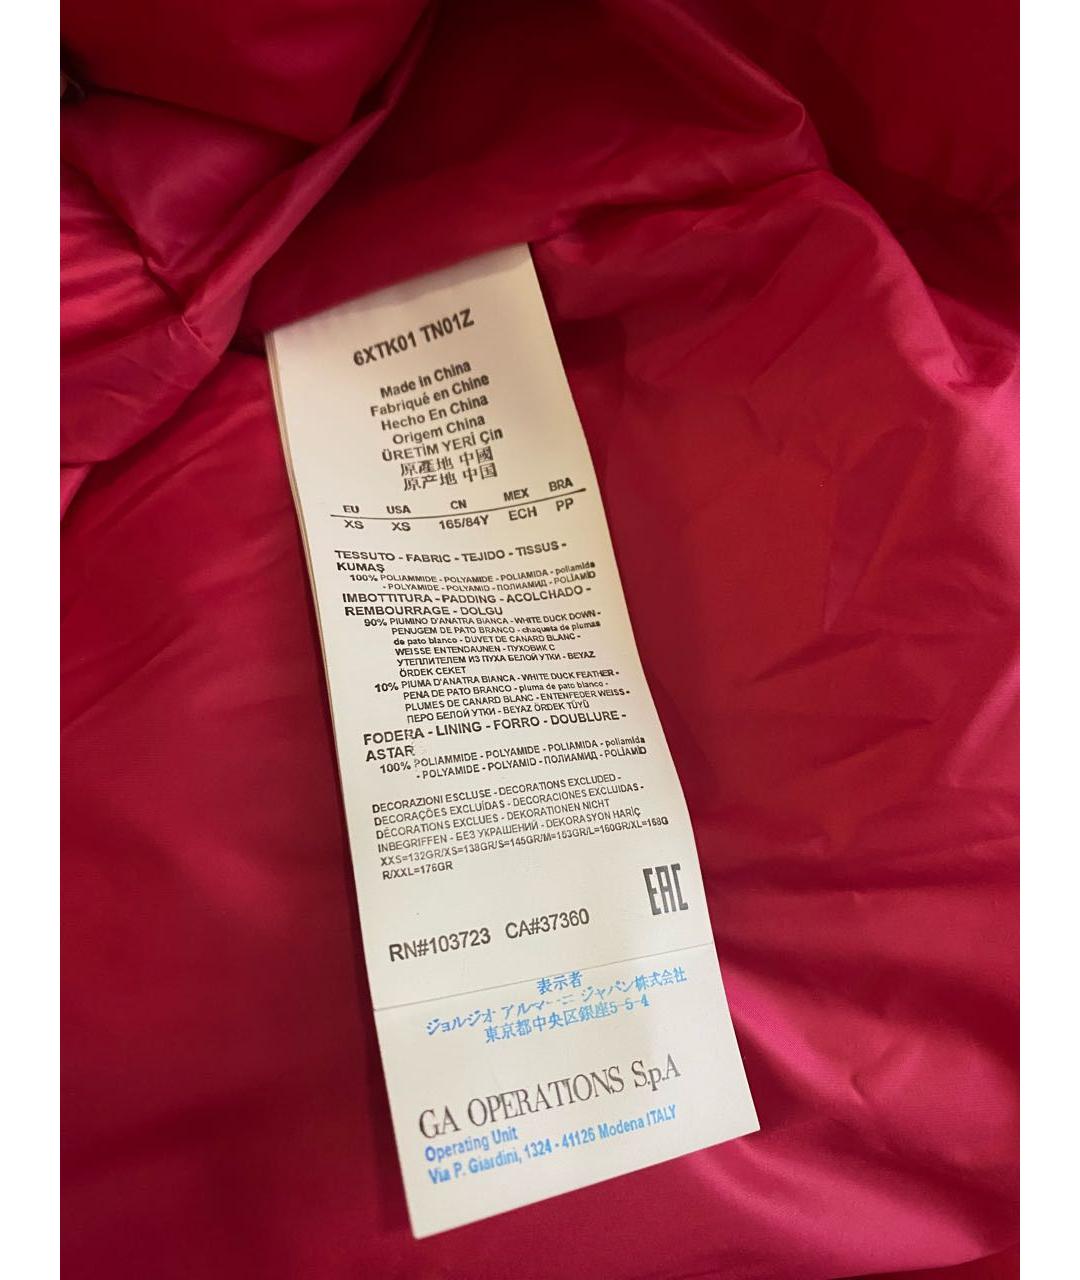 6XTK01 TN01Z
Made in China
Fabriqué en Chine
Hecho En China
Origem China
ÜRETİM YERİ Çin
原產地 中國
原产地 中国
EU USA CN MEX BRA
XS XS 165/84Y ECH PP
TESSUTO - FABRIC - TEJIDO - TISSUS -
KUMAŞ
100% POLIAMMIDE - POLYAMIDE - POLIAMIDA - poliamida
- POLYAMIDE - POLYAMID - ПОЛИАМИД - POLİAMİD
IMBOTTITURA - PADDING - ACOLCHADO -
REMBOURRAGE - DOLGU
90% PIUMINO D'ANATRA BIANCA - WHITE DUCK DOWN -
PENUGEM DE PATO BRANCO - chaqueta de plumas
de pato blanco - DUVET DE CANARD BLANC -
WEISSE ENTENDAUNEN - ПУХОВИК С
УТЕПЛИТЕЛЕМ ИЗ ПУХА БЕЛОЙ УТКИ - BEYAZ
ÖRDEK CEKET
10% PIUMA D'ANATRA BIANCA - WHITE DUCK FEATHER -
PENA DE PATO BRANCO - pluma de pato blanco -
PLUMES DE CANARD BLANC - ENTENFEDER WEISS -
ПЕРО БЕЛОЙ УТКИ - BEYAZ ÖRDEK TÜYÜ
FODERA - LINING - FORRO - DOUBLURE -
ASTAR
100% POLIAMMIDE - POLYAMIDE - POLIAMIDA - poliamida
- POLYAMIDE - POLYAMID - ПОЛИАМИД - POLİAMİD
DECORAZIONI ESCLUSE - DECORATIONS EXCLUDED -
DECORAÇÕES EXCLUÍDAS - DECORACIONES EXCLUIDAS -
DÉCORATIONS EXCLUES - DEKORATIONEN NICHT
INBEGRIFFEN - БЕЗ УКРАШЕНИЙ - DEKORASYON HARİÇ
XXS=132GR/XS=138GR/S=145GR/M=153GR/L=160GR/XL=168G
R/XXL=176GR
EAC
RN#103723 CA#37360
表示者
ジョルジオ アルマーニ ジャパン株式会社
東京都中央区銀座5-5-4
GA OPERATIONS S.p.A
Operating Unit
Via P. Giardini, 1324 - 41126 Modena ITALY